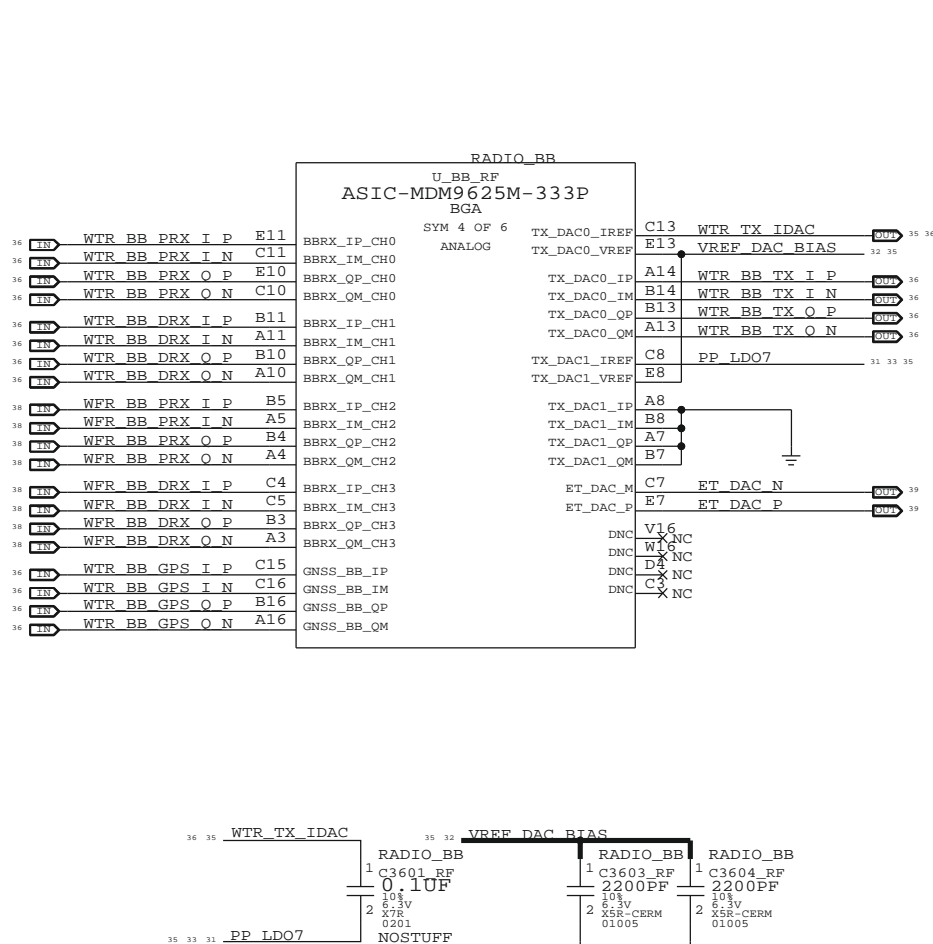 RADIO_BB
U_BB_RF
ASIC-MDM9625M-333P
BGA
SYM 4 OF 6
ANALOG
36 IN WTR_BB_PRX_I_P E11 BBRX_IP_CH0
36 IN WTR_BB_PRX_I_N C11 BBRX_IM_CH0
36 IN WTR_BB_PRX_Q_P E10 BBRX_QP_CH0
36 IN WTR_BB_PRX_Q_N C10 BBRX_QM_CH0
36 IN WTR_BB_DRX_I_P B11 BBRX_IP_CH1
36 IN WTR_BB_DRX_I_N A11 BBRX_IM_CH1
36 IN WTR_BB_DRX_Q_P B10 BBRX_QP_CH1
36 IN WTR_BB_DRX_Q_N A10 BBRX_QM_CH1
38 IN WFR_BB_PRX_I_P B5 BBRX_IP_CH2
38 IN WFR_BB_PRX_I_N A5 BBRX_IM_CH2
38 IN WFR_BB_PRX_Q_P B4 BBRX_QP_CH2
38 IN WFR_BB_PRX_Q_N A4 BBRX_QM_CH2
38 IN WFR_BB_DRX_I_P C4 BBRX_IP_CH3
38 IN WFR_BB_DRX_I_N C5 BBRX_IM_CH3
38 IN WFR_BB_DRX_Q_P B3 BBRX_QP_CH3
38 IN WFR_BB_DRX_Q_N A3 BBRX_QM_CH3
36 IN WTR_BB_GPS_I_P C15 GNSS_BB_IP
36 IN WTR_BB_GPS_I_N C16 GNSS_BB_IM
36 IN WTR_BB_GPS_Q_P B16 GNSS_BB_QP
36 IN WTR_BB_GPS_Q_N A16 GNSS_BB_QM
TX_DAC0_IREF C13 WTR_TX_IDAC OUT 35 36
TX_DAC0_VREF E13 VREF_DAC_BIAS 32 35
TX_DAC0_IP A14 WTR_BB_TX_I_P OUT 36
TX_DAC0_IM B14 WTR_BB_TX_I_N OUT 36
TX_DAC0_QP B13 WTR_BB_TX_Q_P OUT 36
TX_DAC0_QM A13 WTR_BB_TX_Q_N OUT 36
TX_DAC1_IREF C8 PP_LDO7 31 33 35
TX_DAC1_VREF E8
TX_DAC1_IP A8
TX_DAC1_IM B8
TX_DAC1_QP A7
TX_DAC1_QM B7
ET_DAC_M C7 ET_DAC_N OUT 39
ET_DAC_P E7 ET_DAC_P OUT 39
DNC V16 NC
DNC W16 NC
DNC D4 NC
DNC C3 NC
36 35 WTR_TX_IDAC
1 RADIO_BB
C3601_RF
0.1UF
10%
6.3V
2 X7R
0201
NOSTUFF
35 33 31 PP_LDO7
35 32 VREF_DAC_BIAS
1 RADIO_BB
C3603_RF
2200PF
10%
6.3V
2 X5R-CERM
01005
1 RADIO_BB
C3604_RF
2200PF
10%
6.3V
2 X5R-CERM
01005